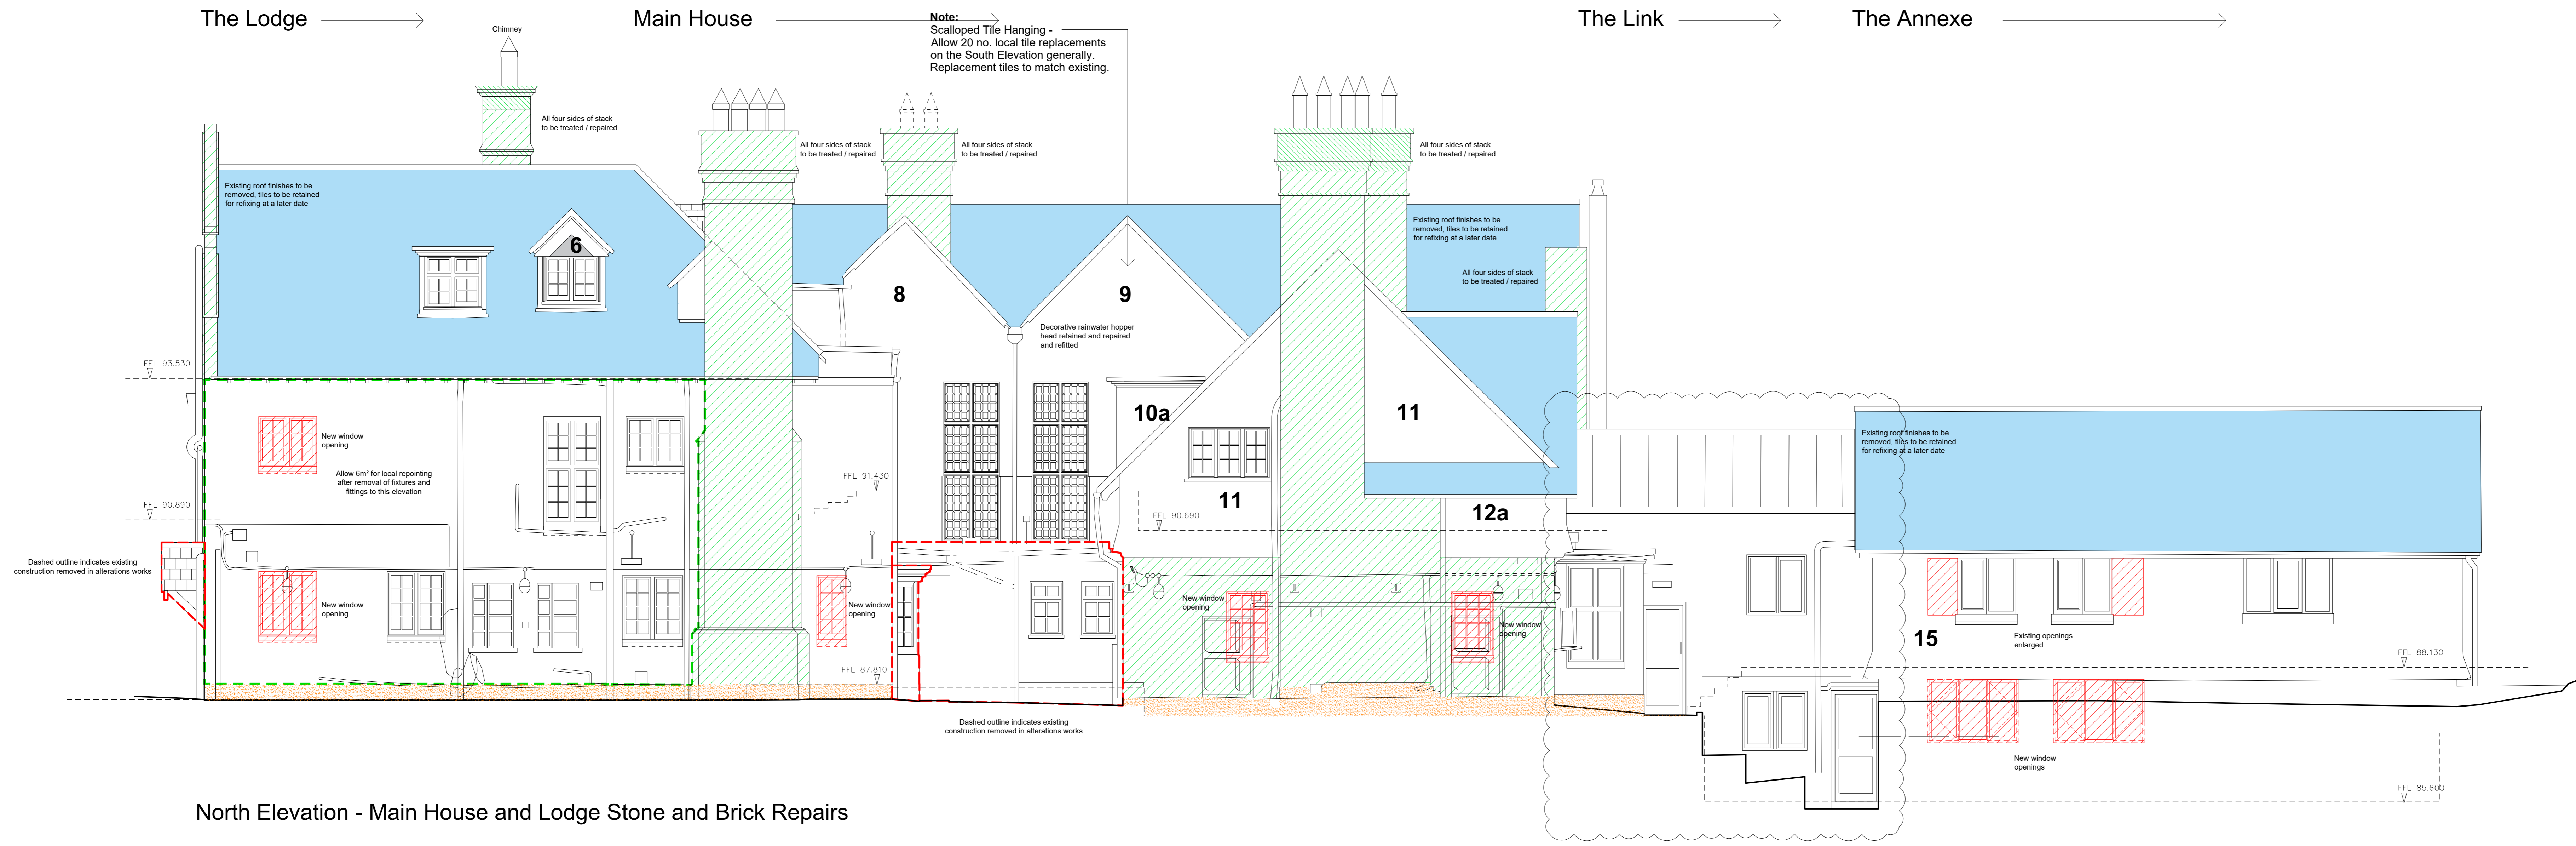 The Lodge
Main House
The Link
The Annexe
Note:
Scalloped Tile Hanging -
Allow 20 no. local tile replacements
on the South Elevation generally.
Replacement tiles to match existing.
Chimney
All four sides of stack
to be treated / repaired
All four sides of stack
to be treated / repaired
All four sides of stack
to be treated / repaired
All four sides of stack
to be treated / repaired
Existing roof finishes to be
removed, tiles to be retained
for refixing at a later date
6
Existing roof finishes to be
removed, tiles to be retained
for refixing at a later date
All four sides of stack
to be treated / repaired
8
9
Decorative rainwater hopper
head retained and repaired
and refitted
FFL 93.530
10a
11
New window
opening
Existing roof finishes to be
removed, tiles to be retained
for refixing at a later date
Allow 6m² for local repointing
after removal of fixtures and
fittings to this elevation
FFL 91.430
11
FFL 90.890
FFL 90.690
12a
Dashed outline indicates existing
construction removed in alterations works
New window
opening
New window
opening
New window
opening
New window
opening
15
Existing openings
enlarged
FFL 88.130
FFL 87.810
Dashed outline indicates existing
construction removed in alterations works
New window
openings
FFL 85.600
North Elevation - Main House and Lodge Stone and Brick Repairs